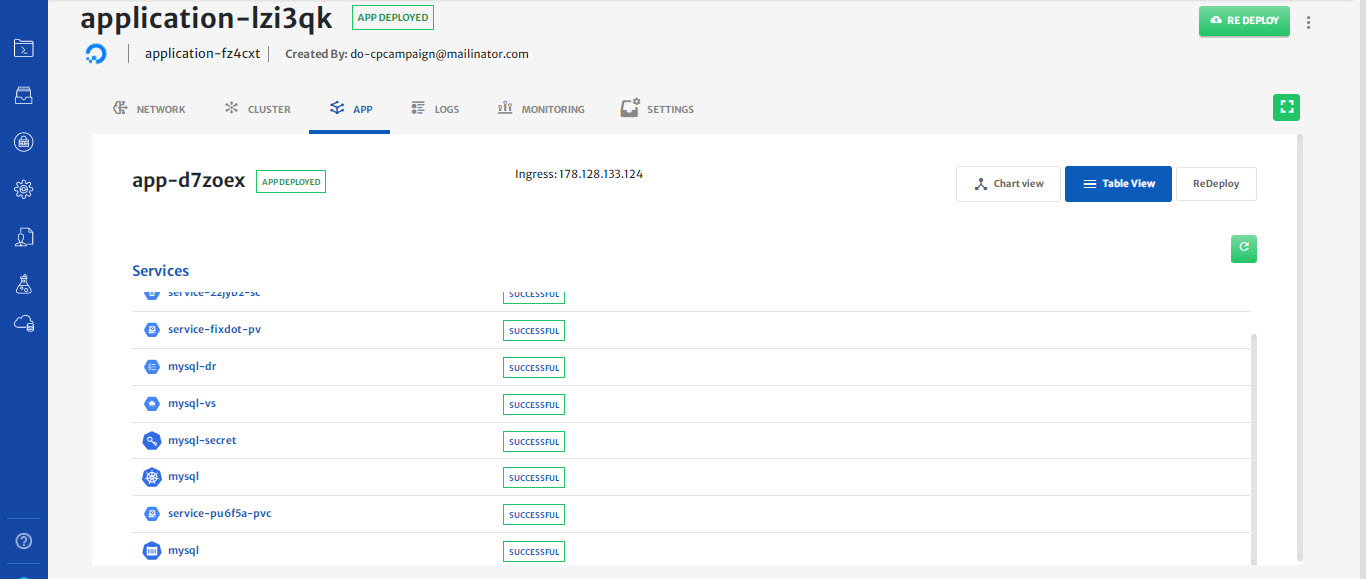 application-lzi3qk APP DEPLOYED RE DEPLOY
application-fz4cxt Created By: do-cpcampaign@mailinator.com
NETWORK CLUSTER APP LOGS MONITORING SETTINGS
app-d7zoex APP DEPLOYED Ingress: 178.128.133.124 Chart view Table View ReDeploy
Services
service-22jyb2-sc SUCCESSFUL
service-fixdot-pv SUCCESSFUL
mysql-dr SUCCESSFUL
mysql-vs SUCCESSFUL
mysql-secret SUCCESSFUL
mysql SUCCESSFUL
service-pu6f5a-pvc SUCCESSFUL
mysql SUCCESSFUL